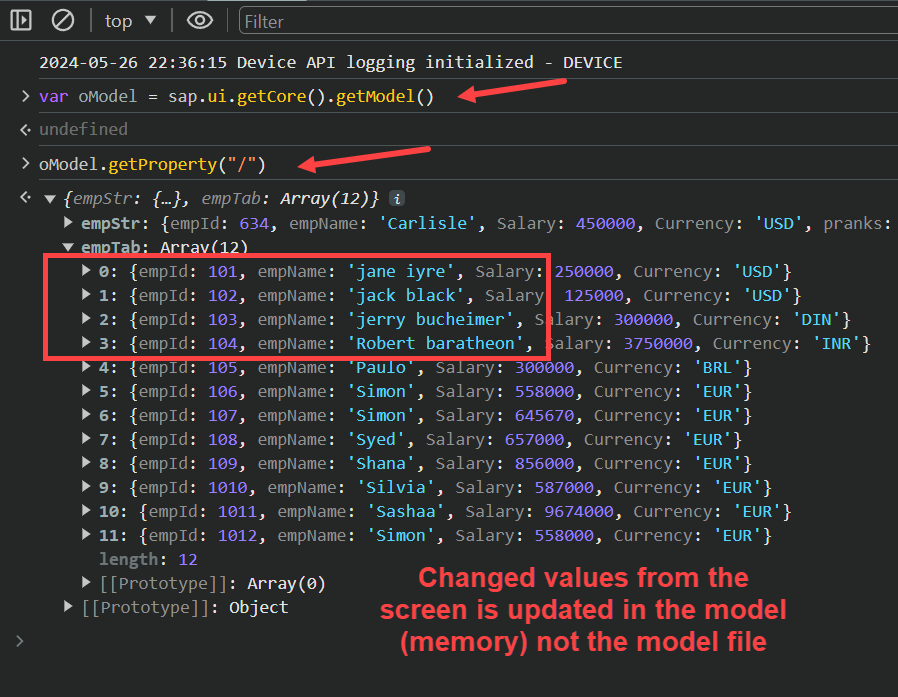 top
Filter
2024-05-26 22:36:15 Device API logging initialized - DEVICE
var oModel = sap.ui.getCore().getModel()
undefined
oModel.getProperty("/")
{empStr: {…}, empTab: Array(12)} i
empStr: {empId: 634, empName: 'Carlisle', Salary: 450000, Currency: 'USD', pranks:
empTab: Array(12)
0: {empId: 101, empName: 'jane iyre', Salary: 250000, Currency: 'USD'}
1: {empId: 102, empName: 'jack black', Salary 125000, Currency: 'USD'}
2: {empId: 103, empName: 'jerry bucheimer', Salary: 300000, Currency: 'DIN'}
3: {empId: 104, empName: 'Robert baratheon', Salary: 3750000, Currency: 'INR'}
4: {empId: 105, empName: 'Paulo', Salary: 300000, Currency: 'BRL'}
5: {empId: 106, empName: 'Simon', Salary: 558000, Currency: 'EUR'}
6: {empId: 107, empName: 'Simon', Salary: 645670, Currency: 'EUR'}
7: {empId: 108, empName: 'Syed', Salary: 657000, Currency: 'EUR'}
8: {empId: 109, empName: 'Shana', Salary: 856000, Currency: 'EUR'}
9: {empId: 1010, empName: 'Silvia', Salary: 587000, Currency: 'EUR'}
10: {empId: 1011, empName: 'Sashaa', Salary: 9674000, Currency: 'EUR'}
11: {empId: 1012, empName: 'Simon', Salary: 558000, Currency: 'EUR'}
length: 12
[[Prototype]]: Array(0)
[[Prototype]]: Object
Changed values from the
screen is updated in the model
(memory) not the model file